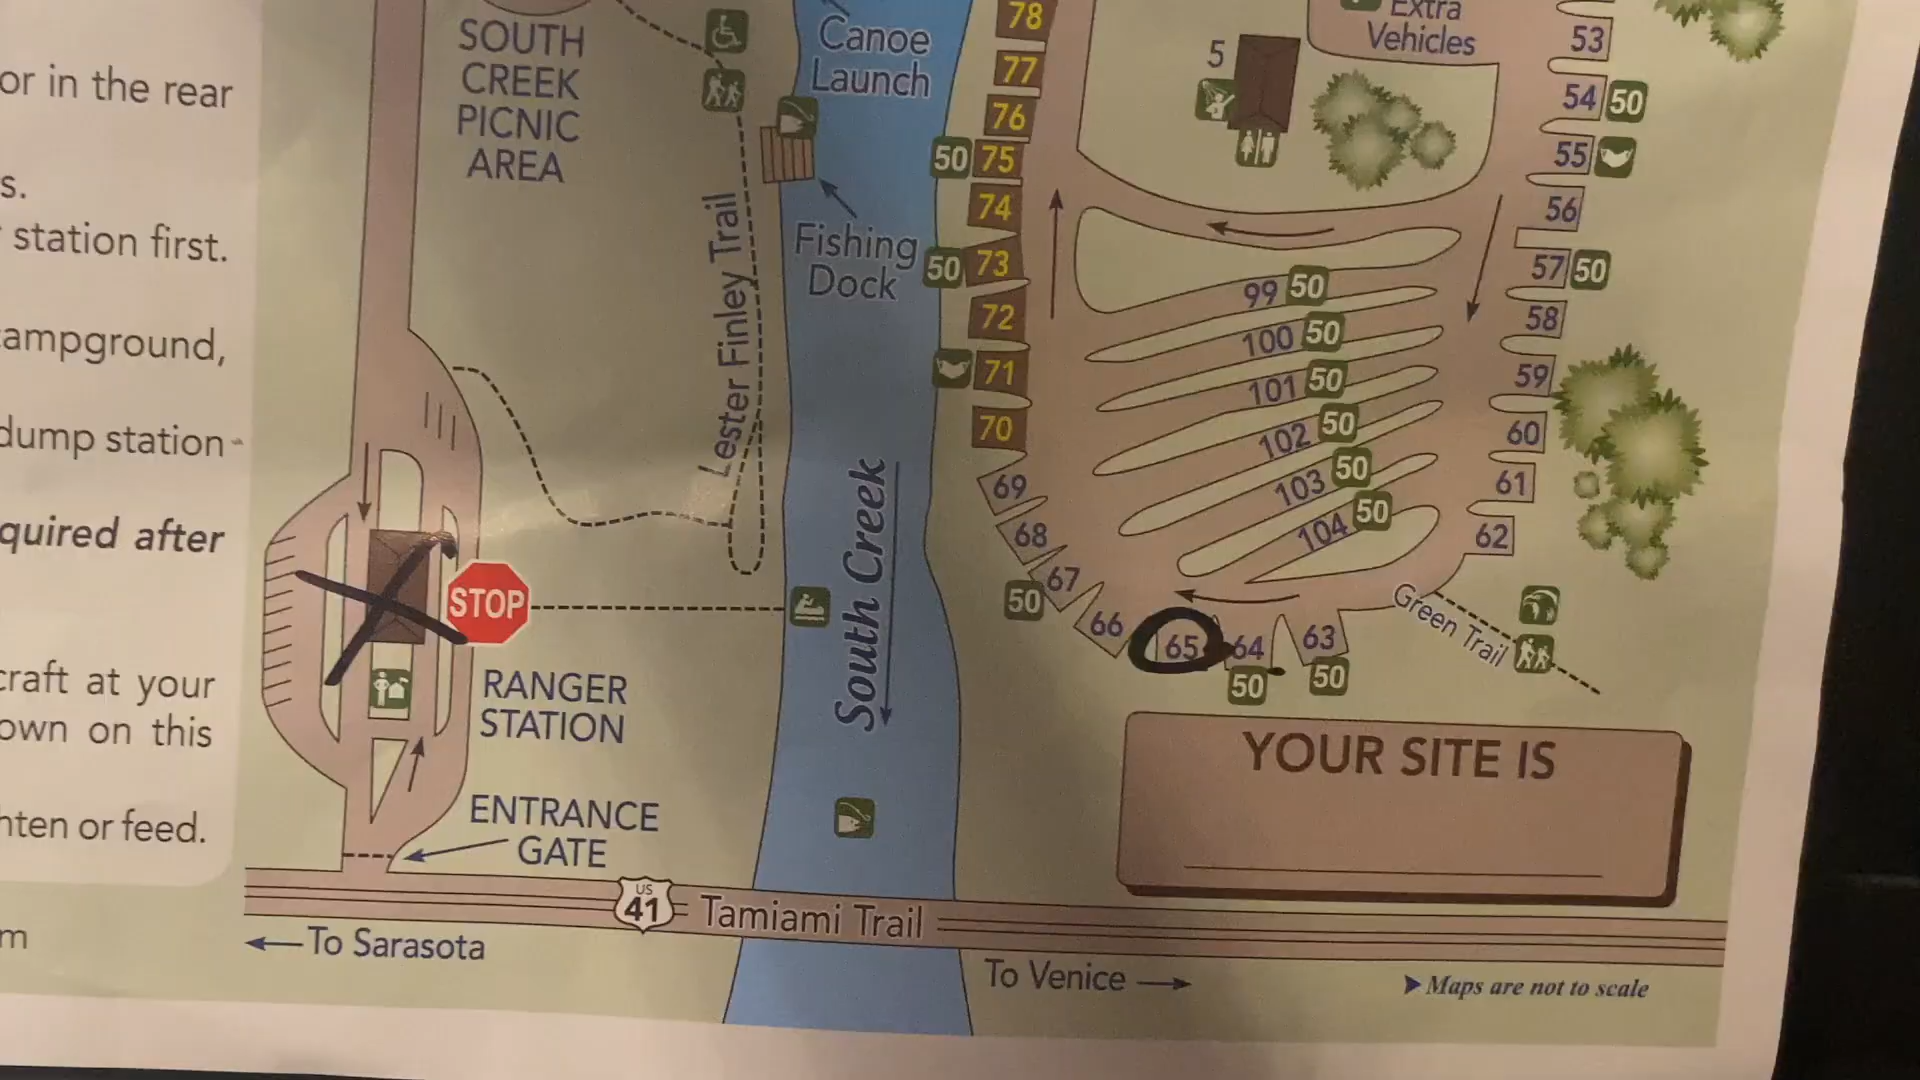 or in the rear
s.
station first.
campground,
dump station
quired after
craft at your
own on this
hten or feed.
m
SOUTH
CREEK
PICNIC
AREA
Canoe
Launch
Fishing
Dock
Lester Finley Trail
South Creek
STOP
RANGER
STATION
ENTRANCE
GATE
US
41
Tamiami Trail
To Sarasota
To Venice
Maps are not to scale
78
77
76
50 75
74
50 73
72
71
70
69
68
67
50
66
65
64
50
63
50
5
Extra
Vehicles
53
54 50
55
56
57 50
58
59
60
61
62
99 50
100 50
101 50
102 50
103 50
104 50
Green Trail
YOUR SITE IS